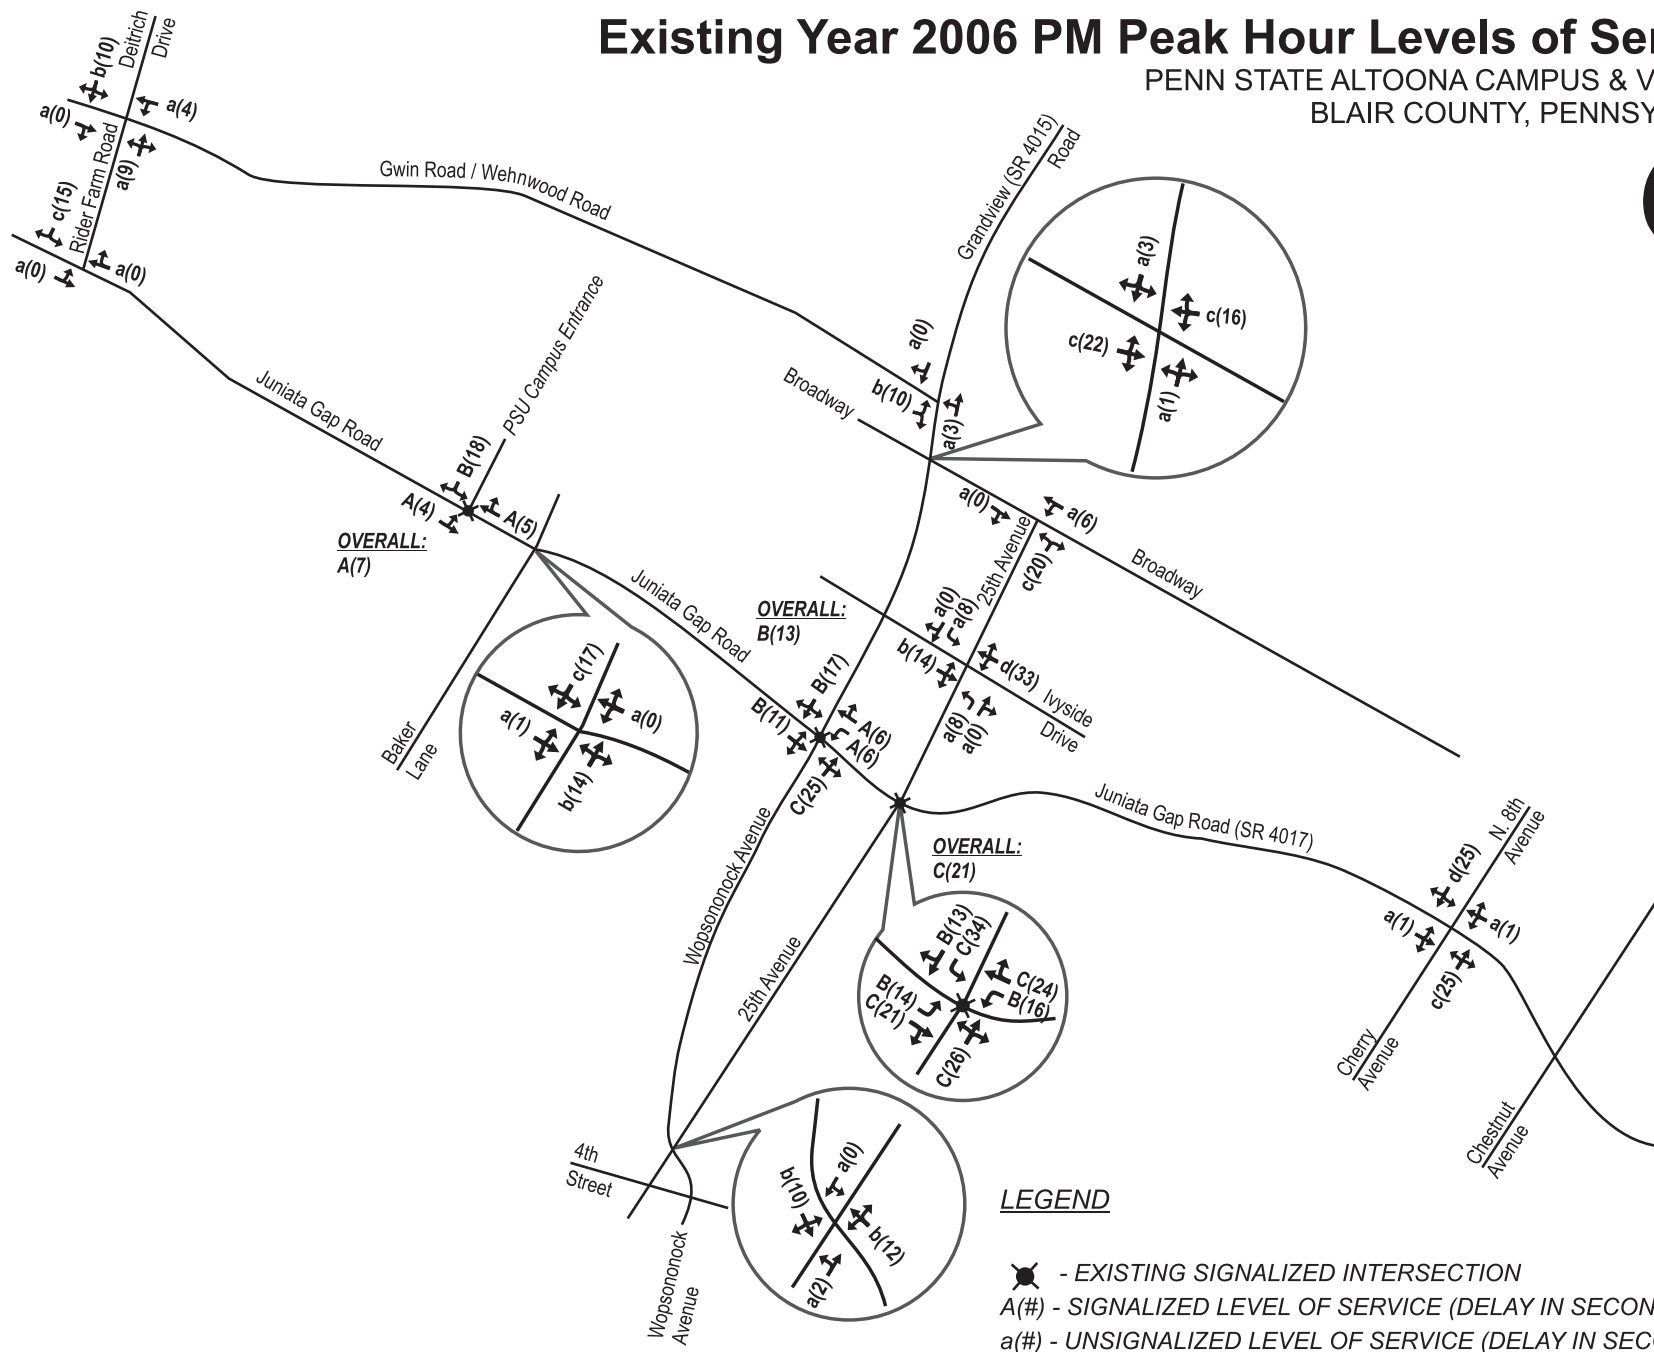 Existing Year 2006 PM Peak Hour Levels of Ser
PENN STATE ALTOONA CAMPUS & V
BLAIR COUNTY, PENNSY
Deitrich
Drive
b(10)
a(4)
a(0)
a(9)
Rider Farm Road
c(15)
a(0)
a(0)
Gwin Road / Wehnwood Road
Grandview (SR 4015)
Road
a(3)
c(16)
c(22)
a(1)
a(0)
b(10)
a(3)
Broadway
PSU Campus Entrance
Juniata Gap Road
B(18)
A(4)
A(5)
OVERALL:
A(7)
a(0)
a(6)
c(20)
25th Avenue
Broadway
Juniata Gap Road
OVERALL:
B(13)
a(0)
a(8)
b(14)
d(33)
a(8)
a(0)
Ivyside
Drive
c(17)
a(0)
a(1)
b(14)
Baker
Lane
B(17)
B(11)
A(6)
A(6)
C(25)
Juniata Gap Road (SR 4017)
Wopsononock Avenue
25th Avenue
OVERALL:
C(21)
B(13)
C(34)
C(24)
B(16)
B(14)
C(21)
C(26)
N. 8th
Avenue
d(25)
a(1)
a(1)
c(25)
Cherry
Avenue
Chestnut
Avenue
4th
Street
a(0)
b(10)
b(12)
a(2)
Wopsononock
Avenue
LEGEND
- EXISTING SIGNALIZED INTERSECTION
A(#) - SIGNALIZED LEVEL OF SERVICE (DELAY IN SECON
a(#) - UNSIGNALIZED LEVEL OF SERVICE (DELAY IN SECO